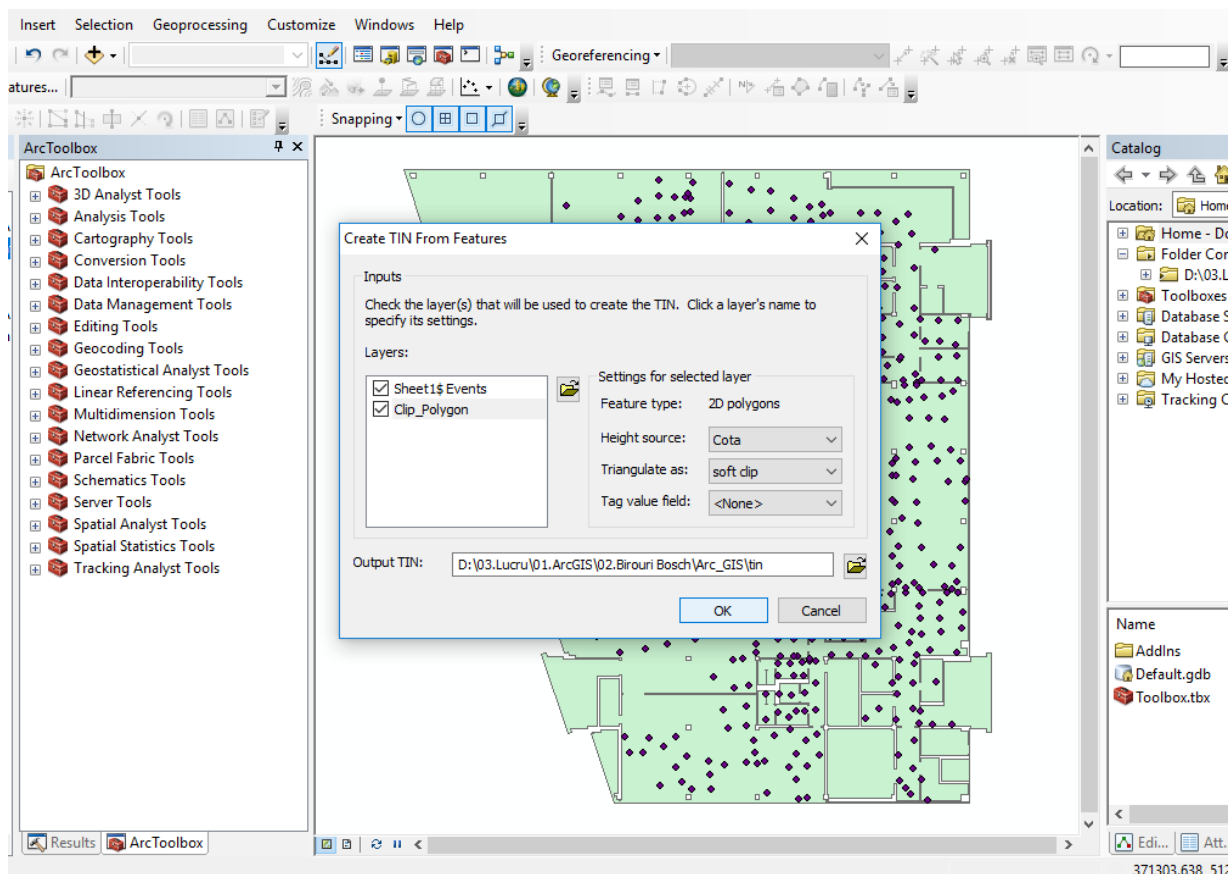 Insert Selection Geoprocessing Customize Windows Help
Georeferencing
atures...
Snapping
ArcToolbox
ArcToolbox
3D Analyst Tools
Analysis Tools
Cartography Tools
Conversion Tools
Data Interoperability Tools
Data Management Tools
Editing Tools
Geocoding Tools
Geostatistical Analyst Tools
Linear Referencing Tools
Multidimension Tools
Network Analyst Tools
Parcel Fabric Tools
Schematics Tools
Server Tools
Spatial Analyst Tools
Spatial Statistics Tools
Tracking Analyst Tools
Results ArcToolbox
Create TIN From Features
Inputs
Check the layer(s) that will be used to create the TIN. Click a layer's name to
specify its settings.
Layers:
Sheet1$ Events
Clip_Polygon
Settings for selected layer
Feature type: 2D polygons
Height source: Cota
Triangulate as: soft clip
Tag value field: <None>
Output TIN: D:\03.Lucru\01.ArcGIS\02.Birouri Bosch\Arc_GIS\tin
OK Cancel
Catalog
Location: Home
Home - Do
Folder Con
D:\03.L
Toolboxes
Database S
Database C
GIS Servers
My Hosted
Tracking C
Name
AddIns
Default.gdb
Toolbox.tbx
Edi... Att.
371303.638 512